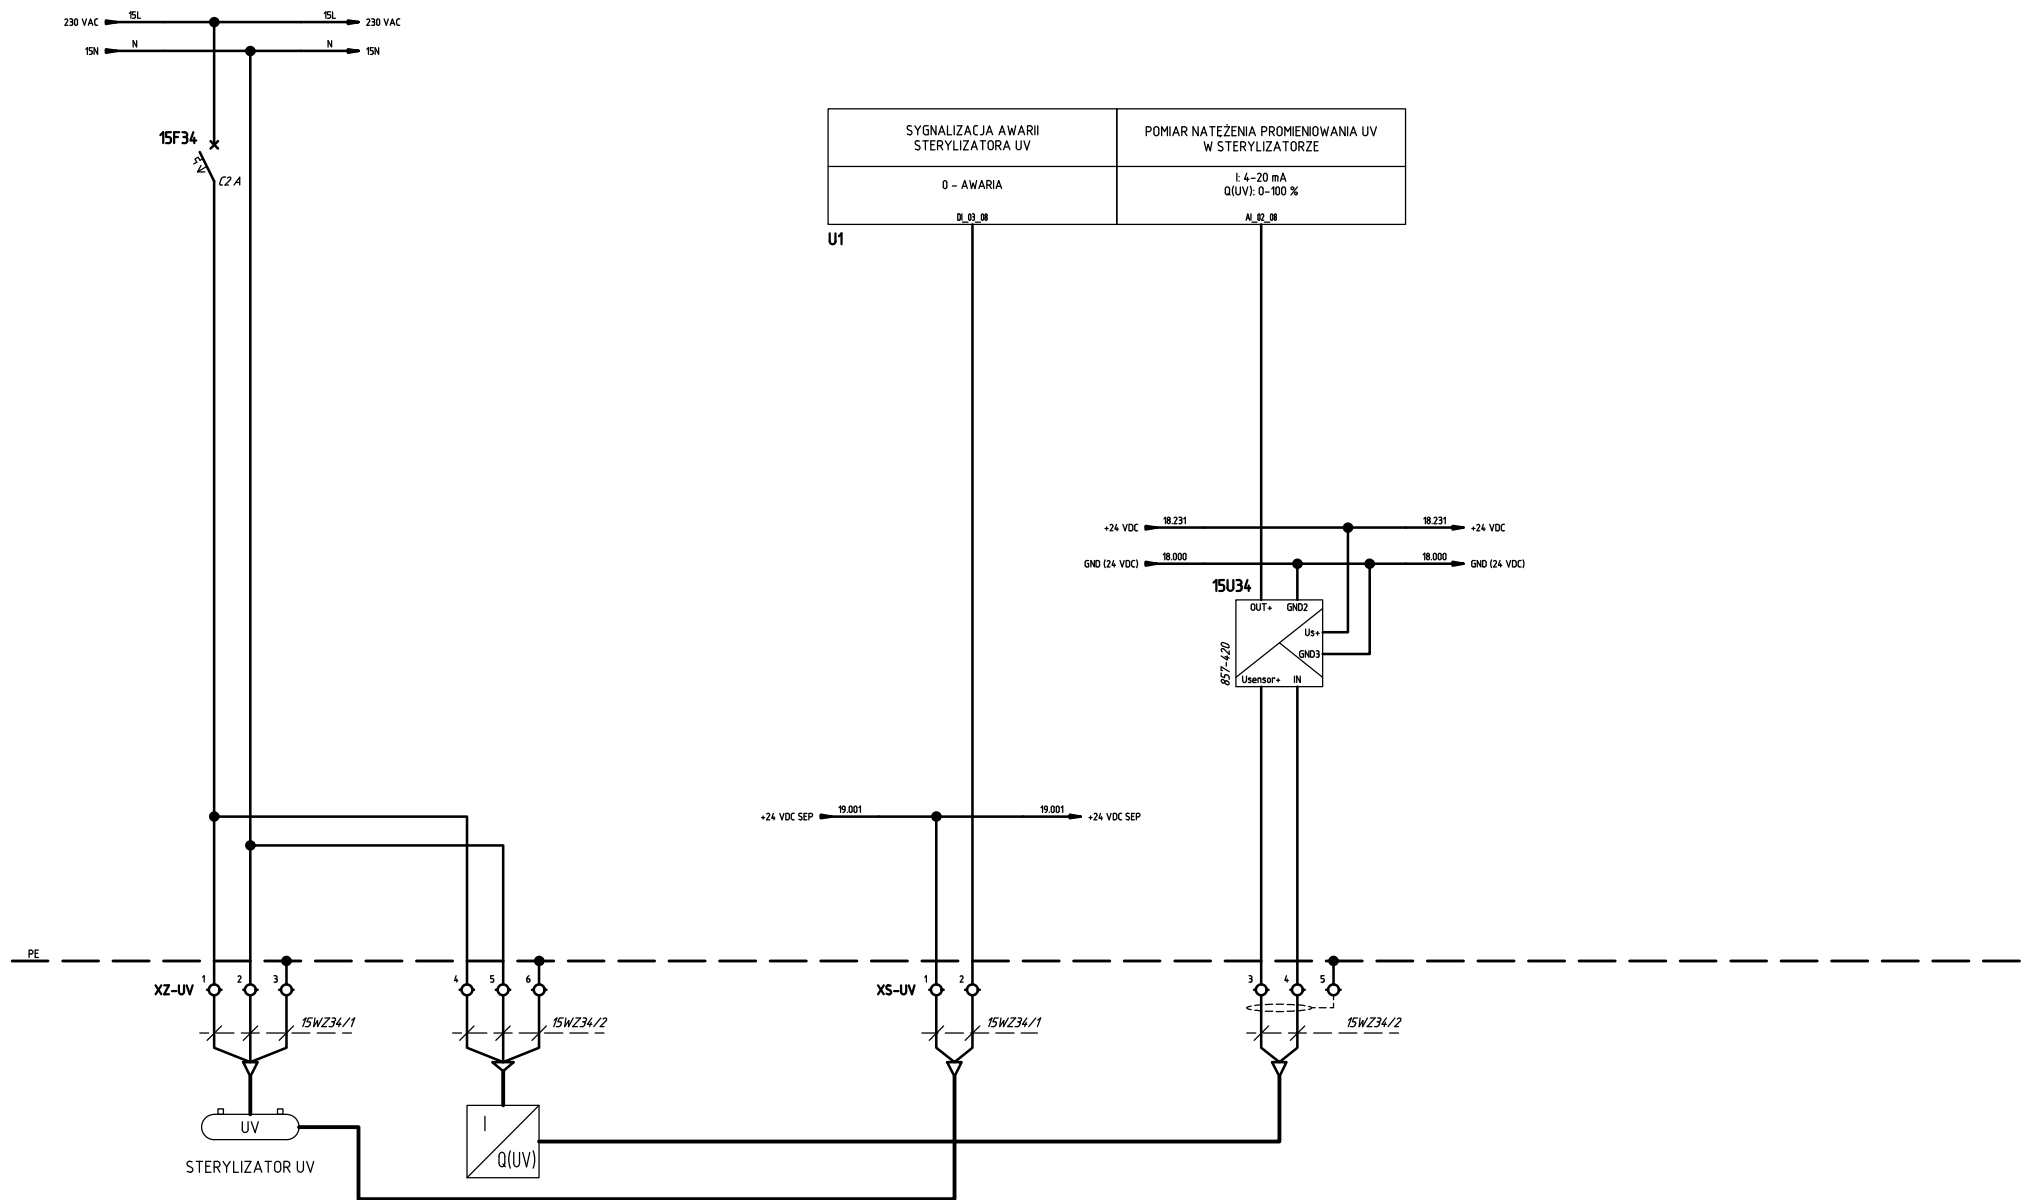 230 VAC 15L 15L 230 VAC
15N N N 15N
15F34
C2 A
SYGNALIZACJA AWARII
STERYLIZATORA UV
0 - AWARIA
DI_03_08
POMIAR NATĘŻENIA PROMIENIOWANIA UV
W STERYLIZATORZE
I: 4-20 mA
Q(UV): 0-100 %
AI_02_08
U1
+24 VDC 18.231 18.231 +24 VDC
GND (24 VDC) 18.000 18.000 GND (24 VDC)
15U34
OUT+ GND2
Us+
GND3
857-420
Usensor+ IN
+24 VDC SEP 19.001 19.001 +24 VDC SEP
PE
XZ-UV 1 2 3 4 5 6
XS-UV 1 2 3 4 5
15WZ34/1 15WZ34/2 15WZ34/1 15WZ34/2
UV
STERYLIZATOR UV
I
Q(UV)